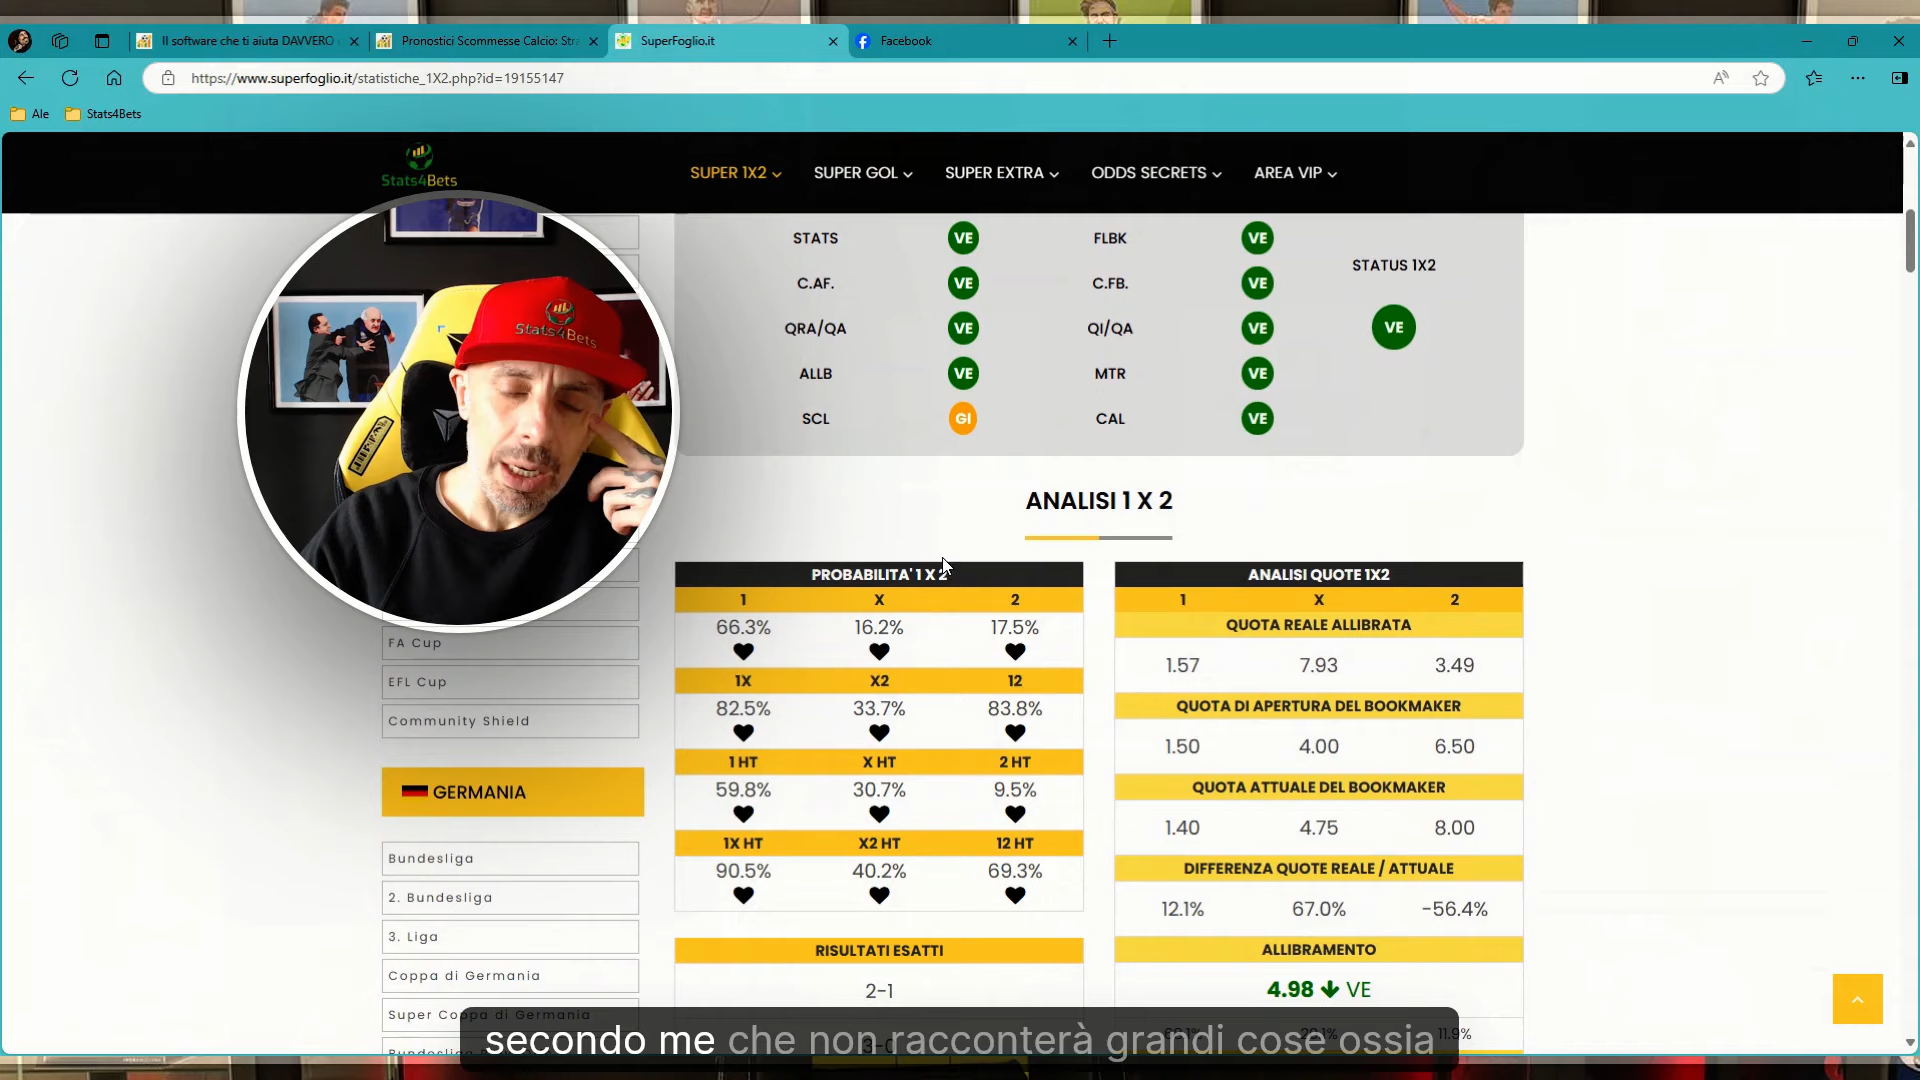 Il software che ti aiuta DAVVERO
Pronostici Scommesse Calcio: Str
SuperFoglio.it
Facebook
https://www.superfoglio.it/statistiche_1X2.php?id=19155147
Ale
Stats4Bets
Stats4Bets
SUPER 1X2
SUPER GOL
SUPER EXTRA
ODDS SECRETS
AREA VIP
STATS VE FLBK VE
C.AF. VE C.FB. VE
QRA/QA VE QI/QA VE
ALLB VE MTR VE
SCL GI CAL VE
STATUS 1X2
VE
Stats4Bets
ANALISI 1 X 2
PROBABILITA' 1 X 2
1 X 2
66.3% 16.2% 17.5%
1X X2 12
82.5% 33.7% 83.8%
1 HT X HT 2 HT
59.8% 30.7% 9.5%
1X HT X2 HT 12 HT
90.5% 40.2% 69.3%
RISULTATI ESATTI
2-1
3-0
ANALISI QUOTE 1X2
1 X 2
QUOTA REALE ALLIBRATA
1.57 7.93 3.49
QUOTA DI APERTURA DEL BOOKMAKER
1.50 4.00 6.50
QUOTA ATTUALE DEL BOOKMAKER
1.40 4.75 8.00
DIFFERENZA QUOTE REALE / ATTUALE
12.1% 67.0% -56.4%
ALLIBRAMENTO
4.98 VE
11.9%
FA Cup
EFL Cup
Community Shield
GERMANIA
Bundesliga
2. Bundesliga
3. Liga
Coppa di Germania
Super Coppa di Germania
secondo me che non racconterà grandi cose ossia